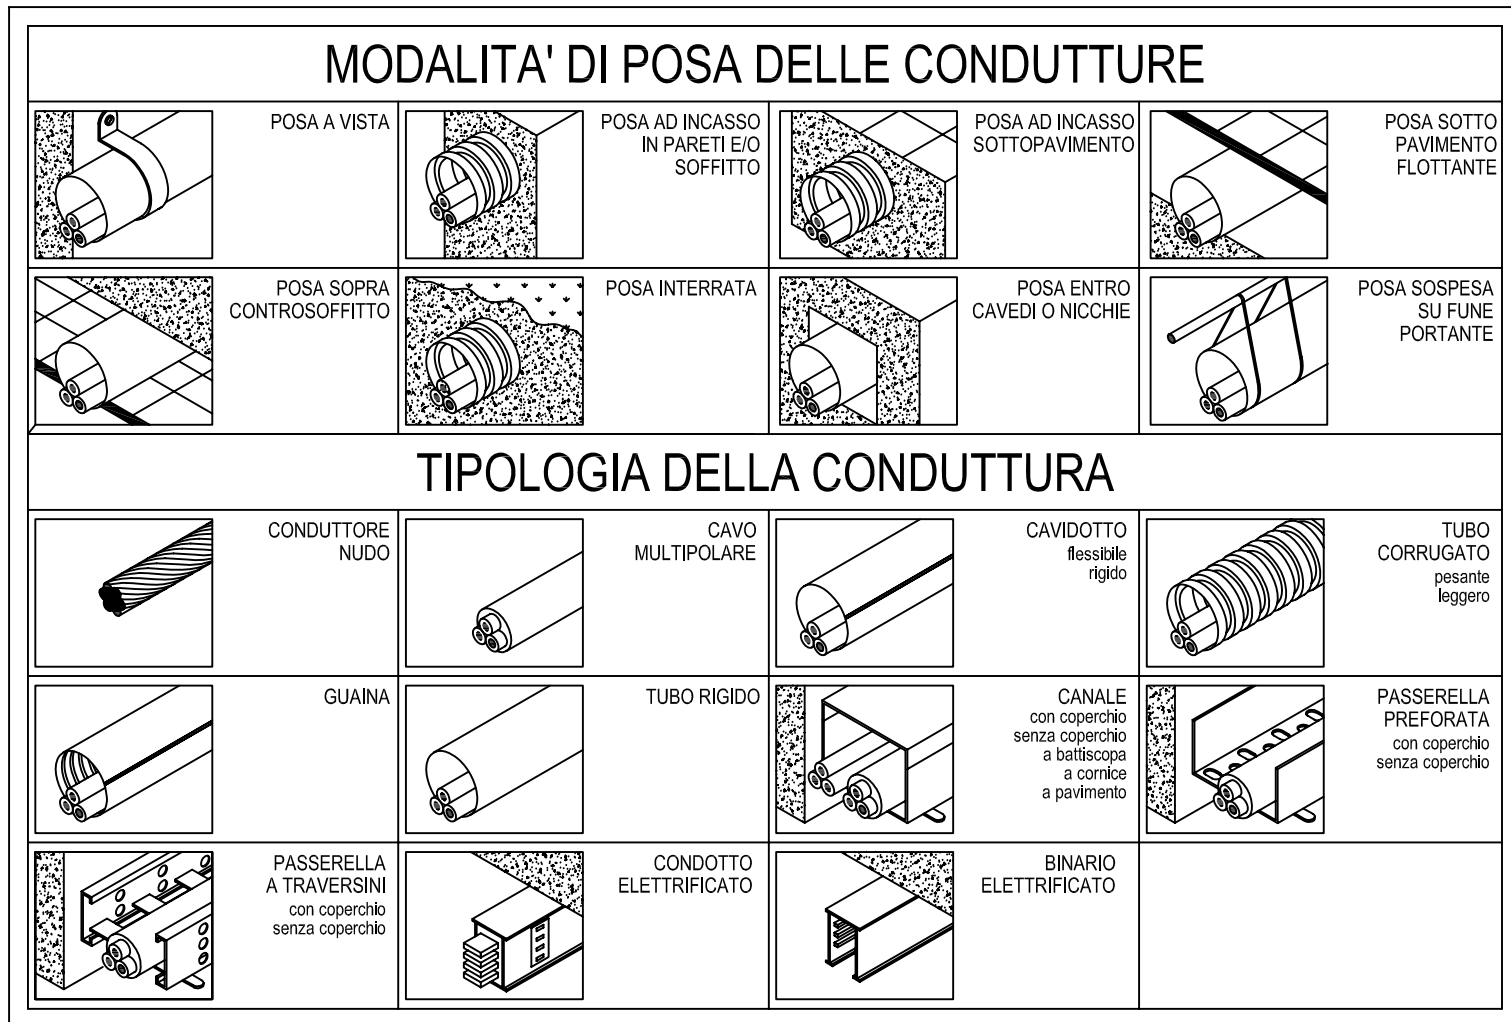 MODALITA' DI POSA DELLE CONDUTTURE
POSA A VISTA
POSA AD INCASSO
IN PARETI E/O
SOFFITTO
POSA AD INCASSO
SOTTOPAVIMENTO
POSA SOTTO
PAVIMENTO
FLOTTANTE
POSA SOPRA
CONTROSOFFITTO
POSA INTERRATA
POSA ENTRO
CAVEDI O NICCHIE
POSA SOSPESA
SU FUNE
PORTANTE
TIPOLOGIA DELLA CONDUTTURA
CONDUTTORE
NUDO
CAVO
MULTIPOLARE
CAVIDOTTO
flessibile
rigido
TUBO
CORRUGATO
pesante
leggero
GUAINA
TUBO RIGIDO
CANALE
con coperchio
senza coperchio
a battiscopa
a cornice
a pavimento
PASSERELLA
PREFORATA
con coperchio
senza coperchio
PASSERELLA
A TRAVERSINI
con coperchio
senza coperchio
CONDOTTO
ELETTRIFICATO
BINARIO
ELETTRIFICATO